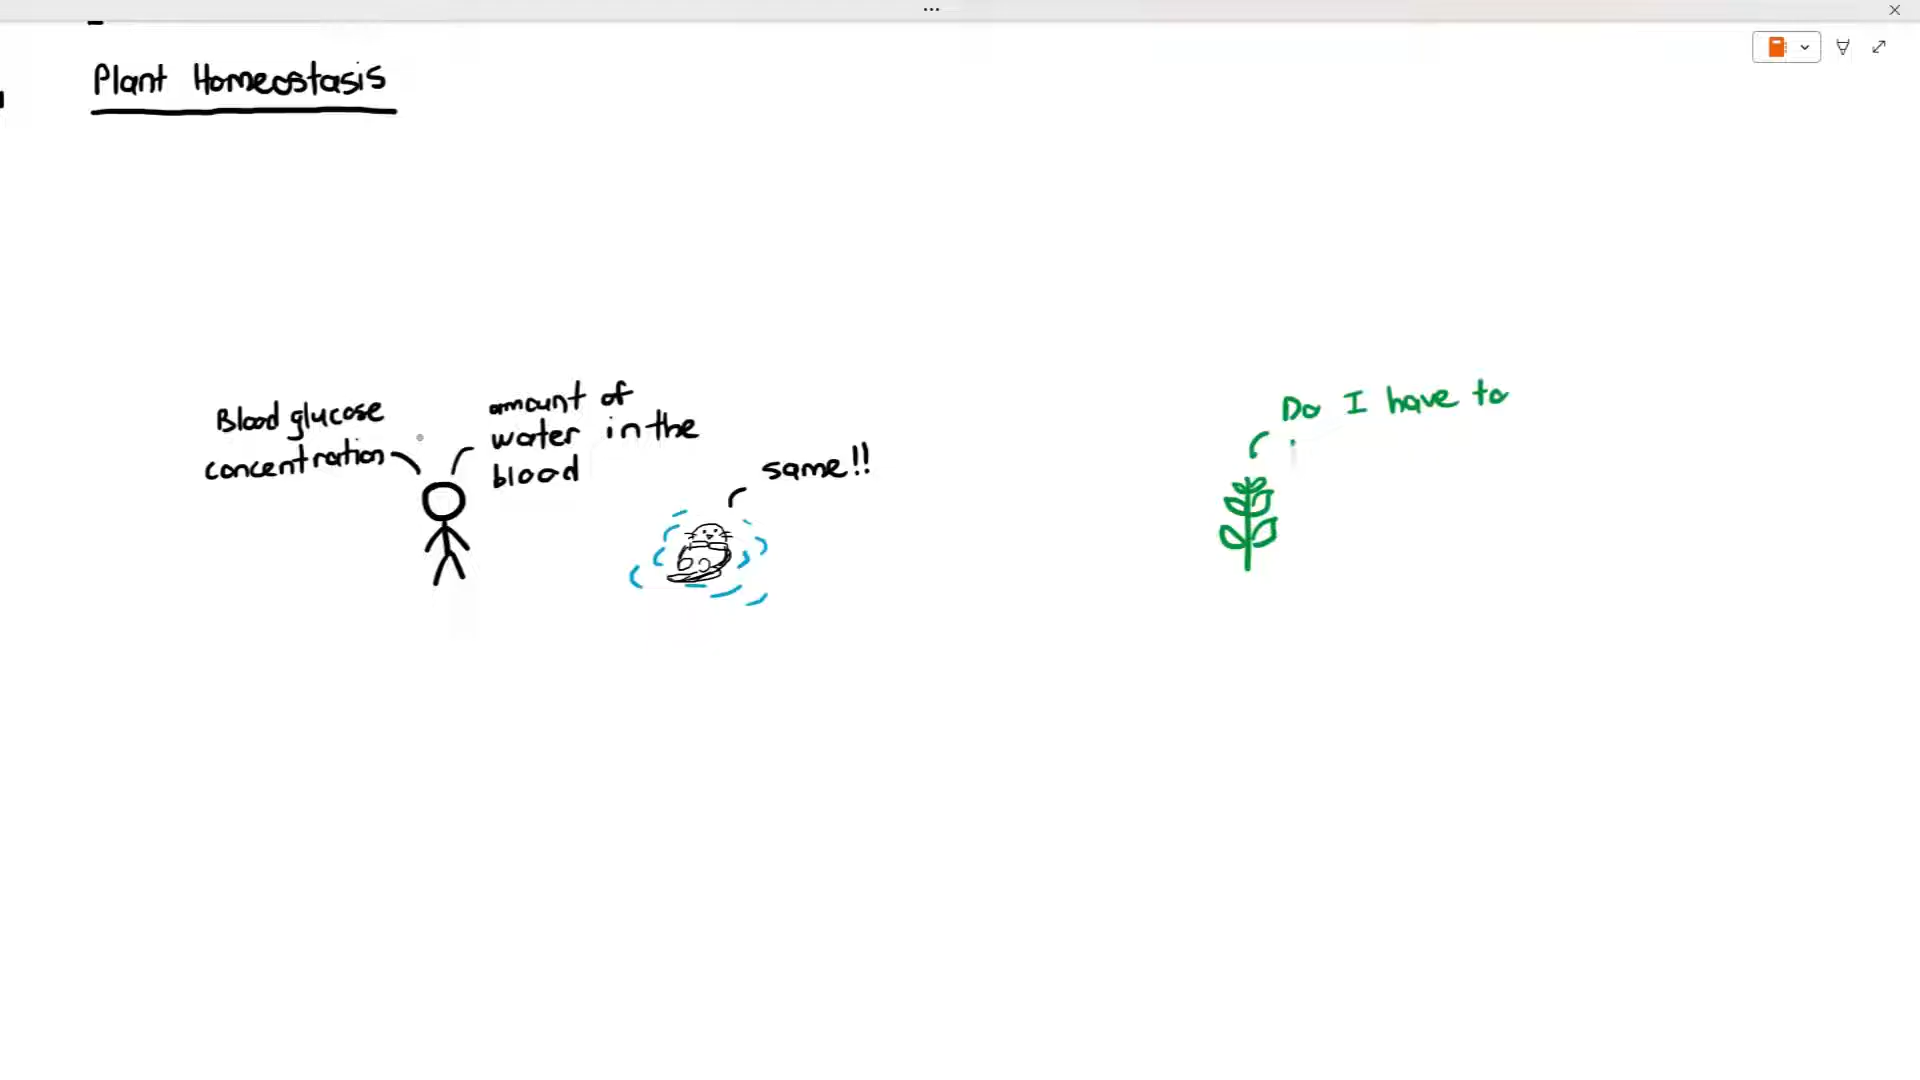 Plant Homeostasis
Blood glucose
concentration
amount of
water in the
blood
same!!
Do I have to